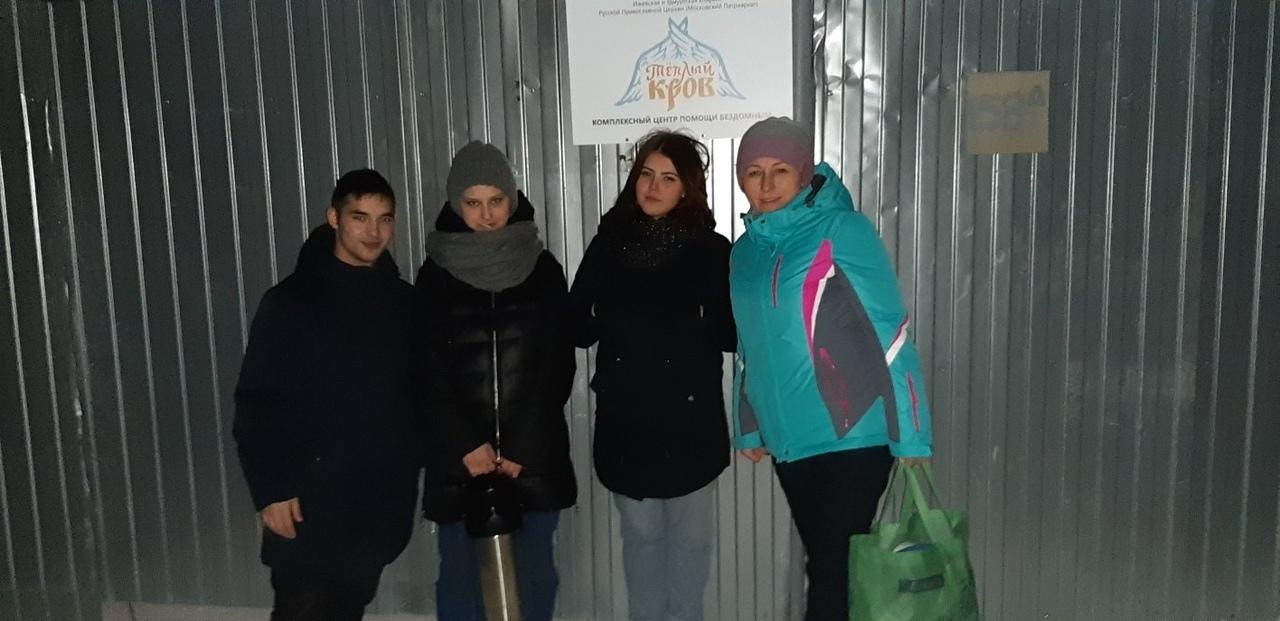 Ижевская и Удмуртская епархия
Русской Православной Церкви (Московский Патриархат)
Тёплый
кров
КОМПЛЕКСНЫЙ ЦЕНТР ПОМОЩИ БЕЗДОМНЫМ